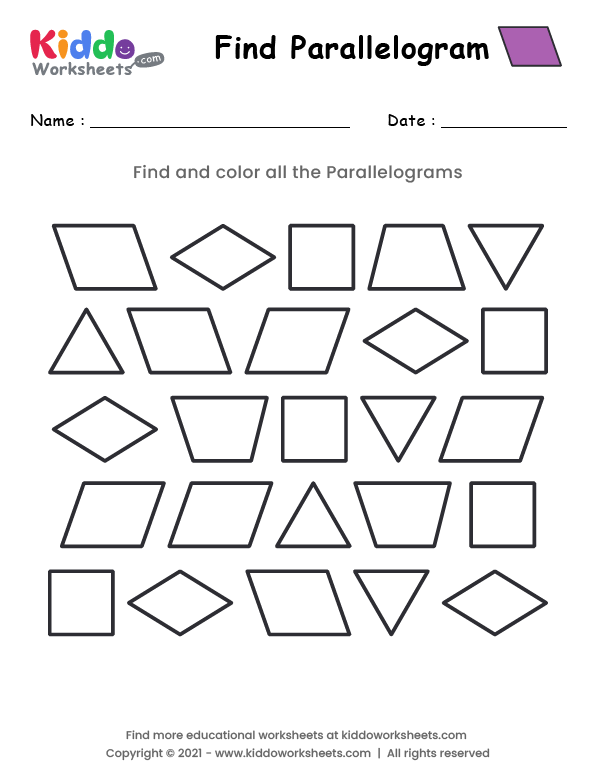 Kiddo
Worksheets .com
Find Parallelogram
Name : Date :
Find and color all the Parallelograms
Find more educational worksheets at kiddoworksheets.com
Copyright © 2021 - www.kiddoworksheets.com | All rights reserved